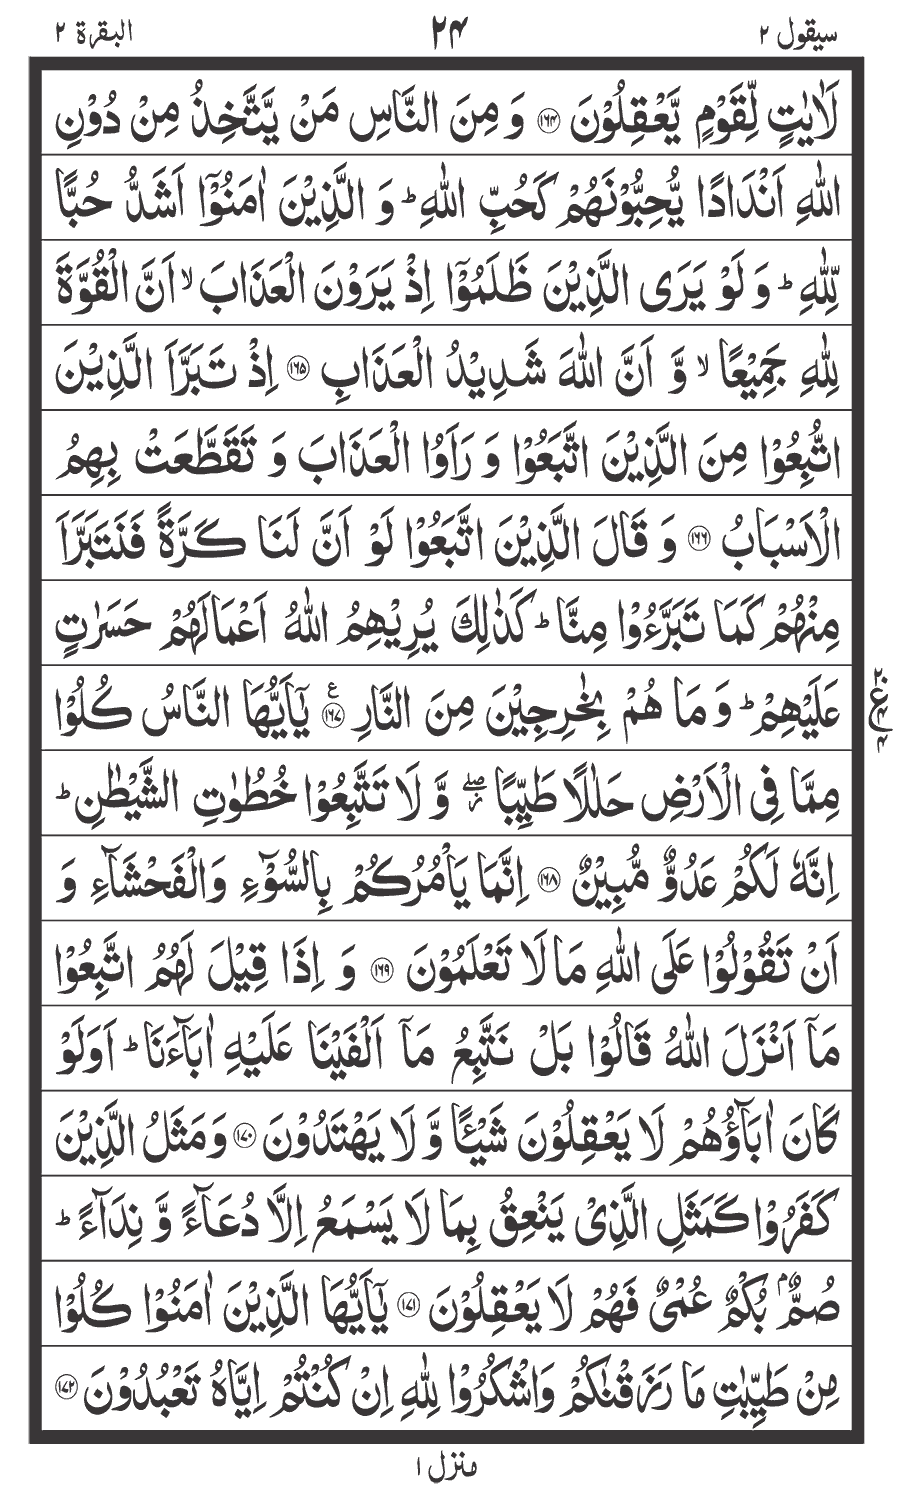 سیقول ۲ ۲۴ البقرۃ ۲
لَاٰیٰتٍ لِّقَوۡمٍ یَّعۡقِلُوۡنَ ﴿۱۶۴﴾ وَ مِنَ النَّاسِ مَنۡ یَّتَّخِذُ مِنۡ دُوۡنِ
اللّٰہِ اَنۡدَادًا یُّحِبُّوۡنَہُمۡ کَحُبِّ اللّٰہِ ؕ وَ الَّذِیۡنَ اٰمَنُوۡۤا اَشَدُّ حُبًّا
لِّلّٰہِ ؕ وَ لَوۡ یَرَی الَّذِیۡنَ ظَلَمُوۡۤا اِذۡ یَرَوۡنَ الۡعَذَابَ ۙ اَنَّ الۡقُوَّۃَ
لِلّٰہِ جَمِیۡعًا ۙ وَّ اَنَّ اللّٰہَ شَدِیۡدُ الۡعَذَابِ ﴿۱۶۵﴾ اِذۡ تَبَرَّاَ الَّذِیۡنَ
اتُّبِعُوۡا مِنَ الَّذِیۡنَ اتَّبَعُوۡا وَ رَاَوُا الۡعَذَابَ وَ تَقَطَّعَتۡ بِہِمُ
الۡاَسۡبَابُ ﴿۱۶۶﴾ وَ قَالَ الَّذِیۡنَ اتَّبَعُوۡا لَوۡ اَنَّ لَنَا کَرَّۃً فَنَتَبَرَّاَ
مِنۡہُمۡ کَمَا تَبَرَّءُوۡا مِنَّا ؕ کَذٰلِکَ یُرِیۡہِمُ اللّٰہُ اَعۡمَالَہُمۡ حَسَرٰتٍ
عَلَیۡہِمۡ ؕ وَ مَا ہُمۡ بِخٰرِجِیۡنَ مِنَ النَّارِ ﴿۱۶۷﴾ ع یٰۤاَیُّہَا النَّاسُ کُلُوۡا
مِمَّا فِی الۡاَرۡضِ حَلٰلًا طَیِّبًا ۫ۖ وَّ لَا تَتَّبِعُوۡا خُطُوٰتِ الشَّیۡطٰنِ ؕ
اِنَّہٗ لَکُمۡ عَدُوٌّ مُّبِیۡنٌ ﴿۱۶۸﴾ اِنَّمَا یَاۡمُرُکُمۡ بِالسُّوۡٓءِ وَالۡفَحۡشَآءِ وَ
اَنۡ تَقُوۡلُوۡا عَلَی اللّٰہِ مَا لَا تَعۡلَمُوۡنَ ﴿۱۶۹﴾ وَ اِذَا قِیۡلَ لَہُمُ اتَّبِعُوۡا
مَاۤ اَنۡزَلَ اللّٰہُ قَالُوۡا بَلۡ نَتَّبِعُ مَاۤ اَلۡفَیۡنَا عَلَیۡہِ اٰبَآءَنَا ؕ اَوَلَوۡ
کَانَ اٰبَآؤُہُمۡ لَا یَعۡقِلُوۡنَ شَیۡئًا وَّ لَا یَہۡتَدُوۡنَ ﴿۱۷۰﴾ وَ مَثَلُ الَّذِیۡنَ
کَفَرُوۡا کَمَثَلِ الَّذِیۡ یَنۡعِقُ بِمَا لَا یَسۡمَعُ اِلَّا دُعَآءً وَّ نِدَآءً ؕ
صُمٌّۢ بُکۡمٌ عُمۡیٌ فَہُمۡ لَا یَعۡقِلُوۡنَ ﴿۱۷۱﴾ یٰۤاَیُّہَا الَّذِیۡنَ اٰمَنُوۡا کُلُوۡا
مِنۡ طَیِّبٰتِ مَا رَزَقۡنٰکُمۡ وَاشۡکُرُوۡا لِلّٰہِ اِنۡ کُنۡتُمۡ اِیَّاہُ تَعۡبُدُوۡنَ ﴿۱۷۲﴾
منزل ۱